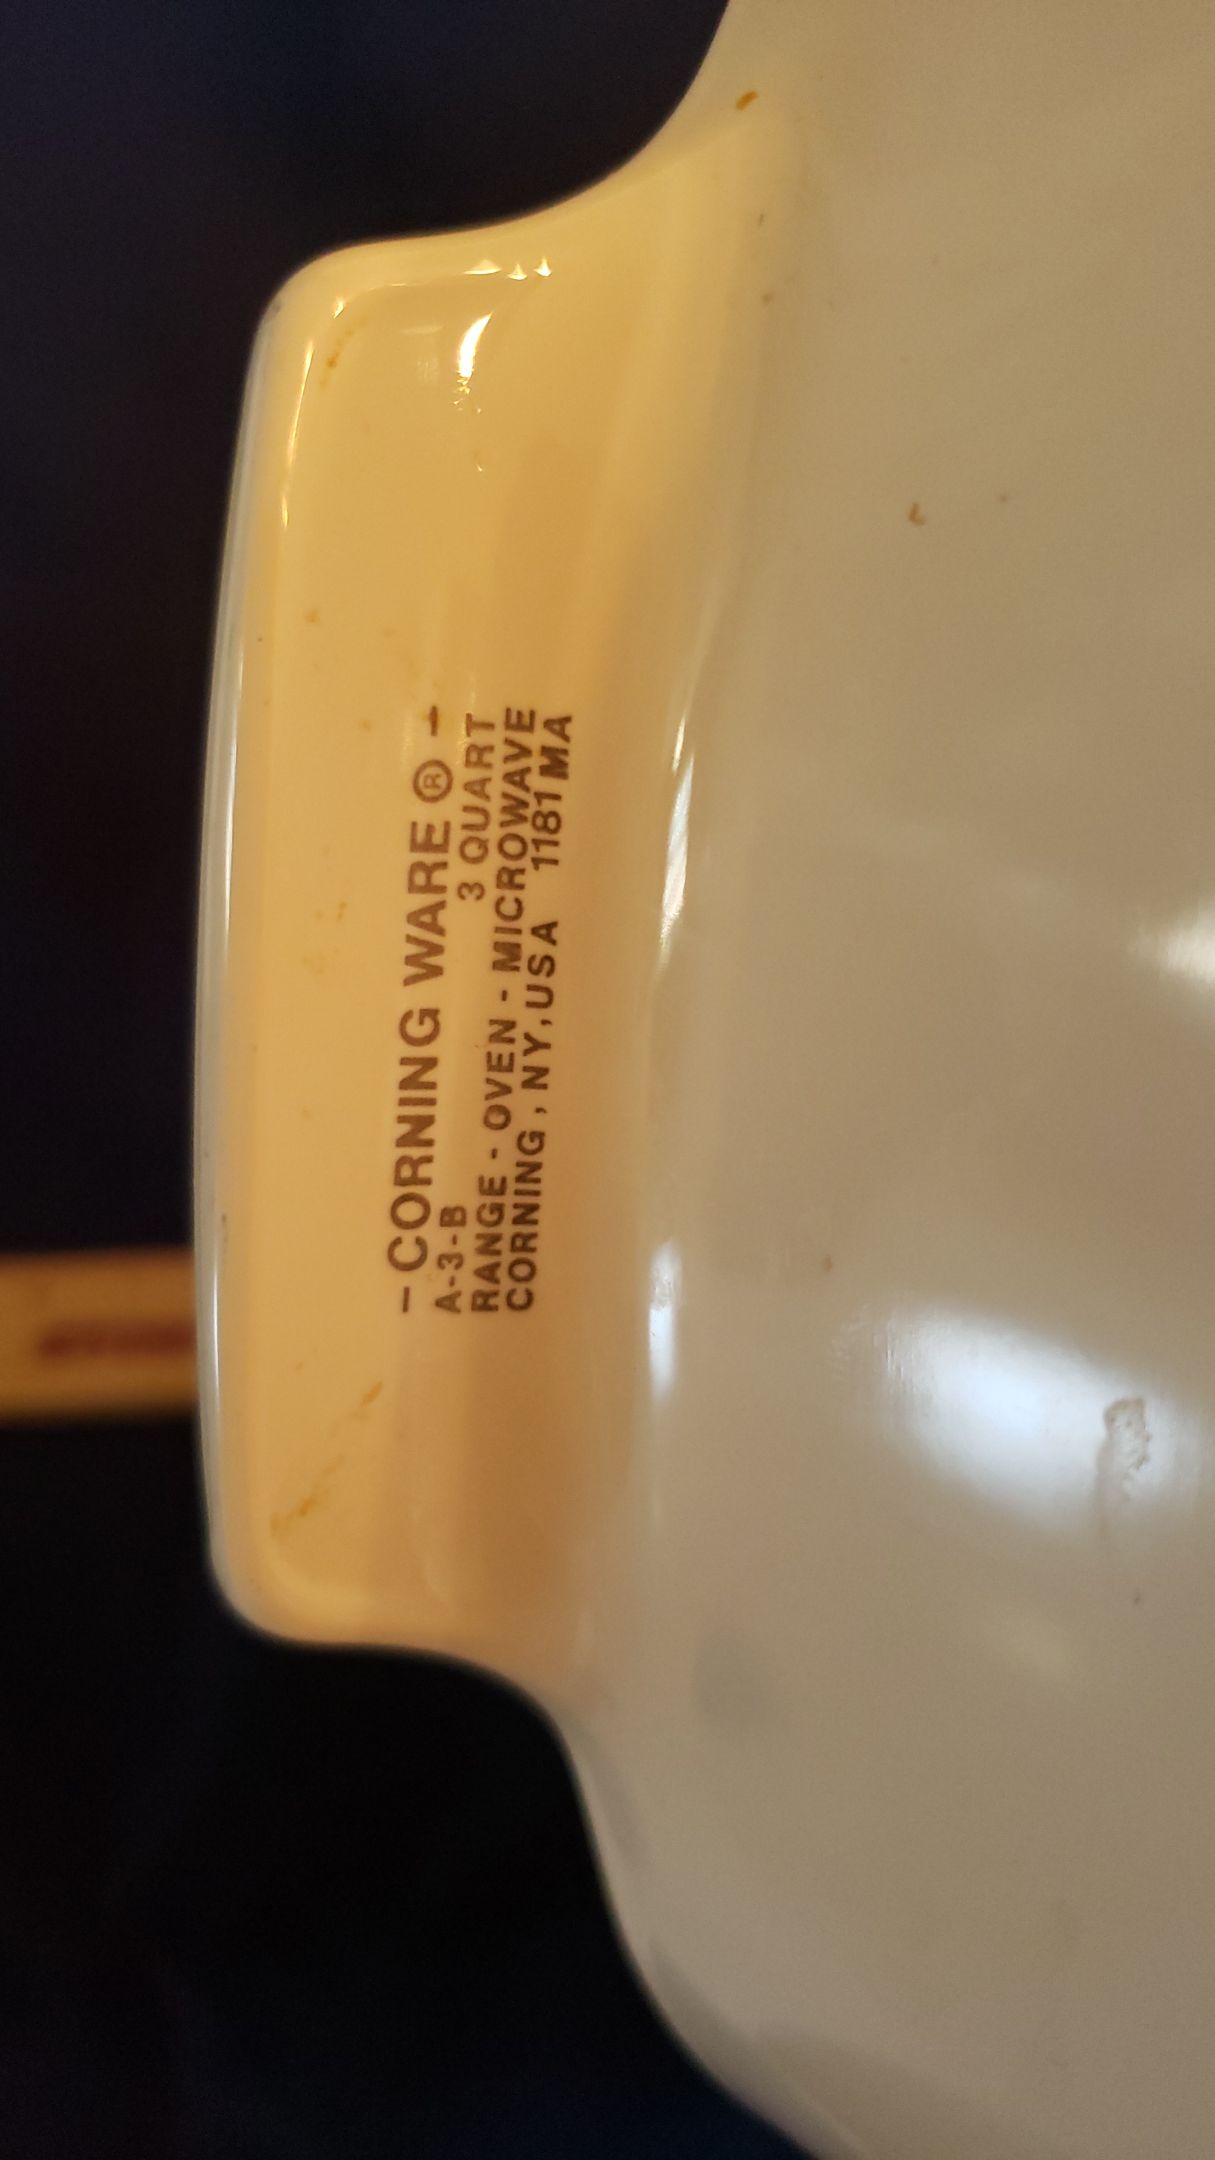 - CORNING WARE ® -
A-3-B 3 QUART
RANGE - OVEN - MICROWAVE
CORNING, NY, USA 1181 MA